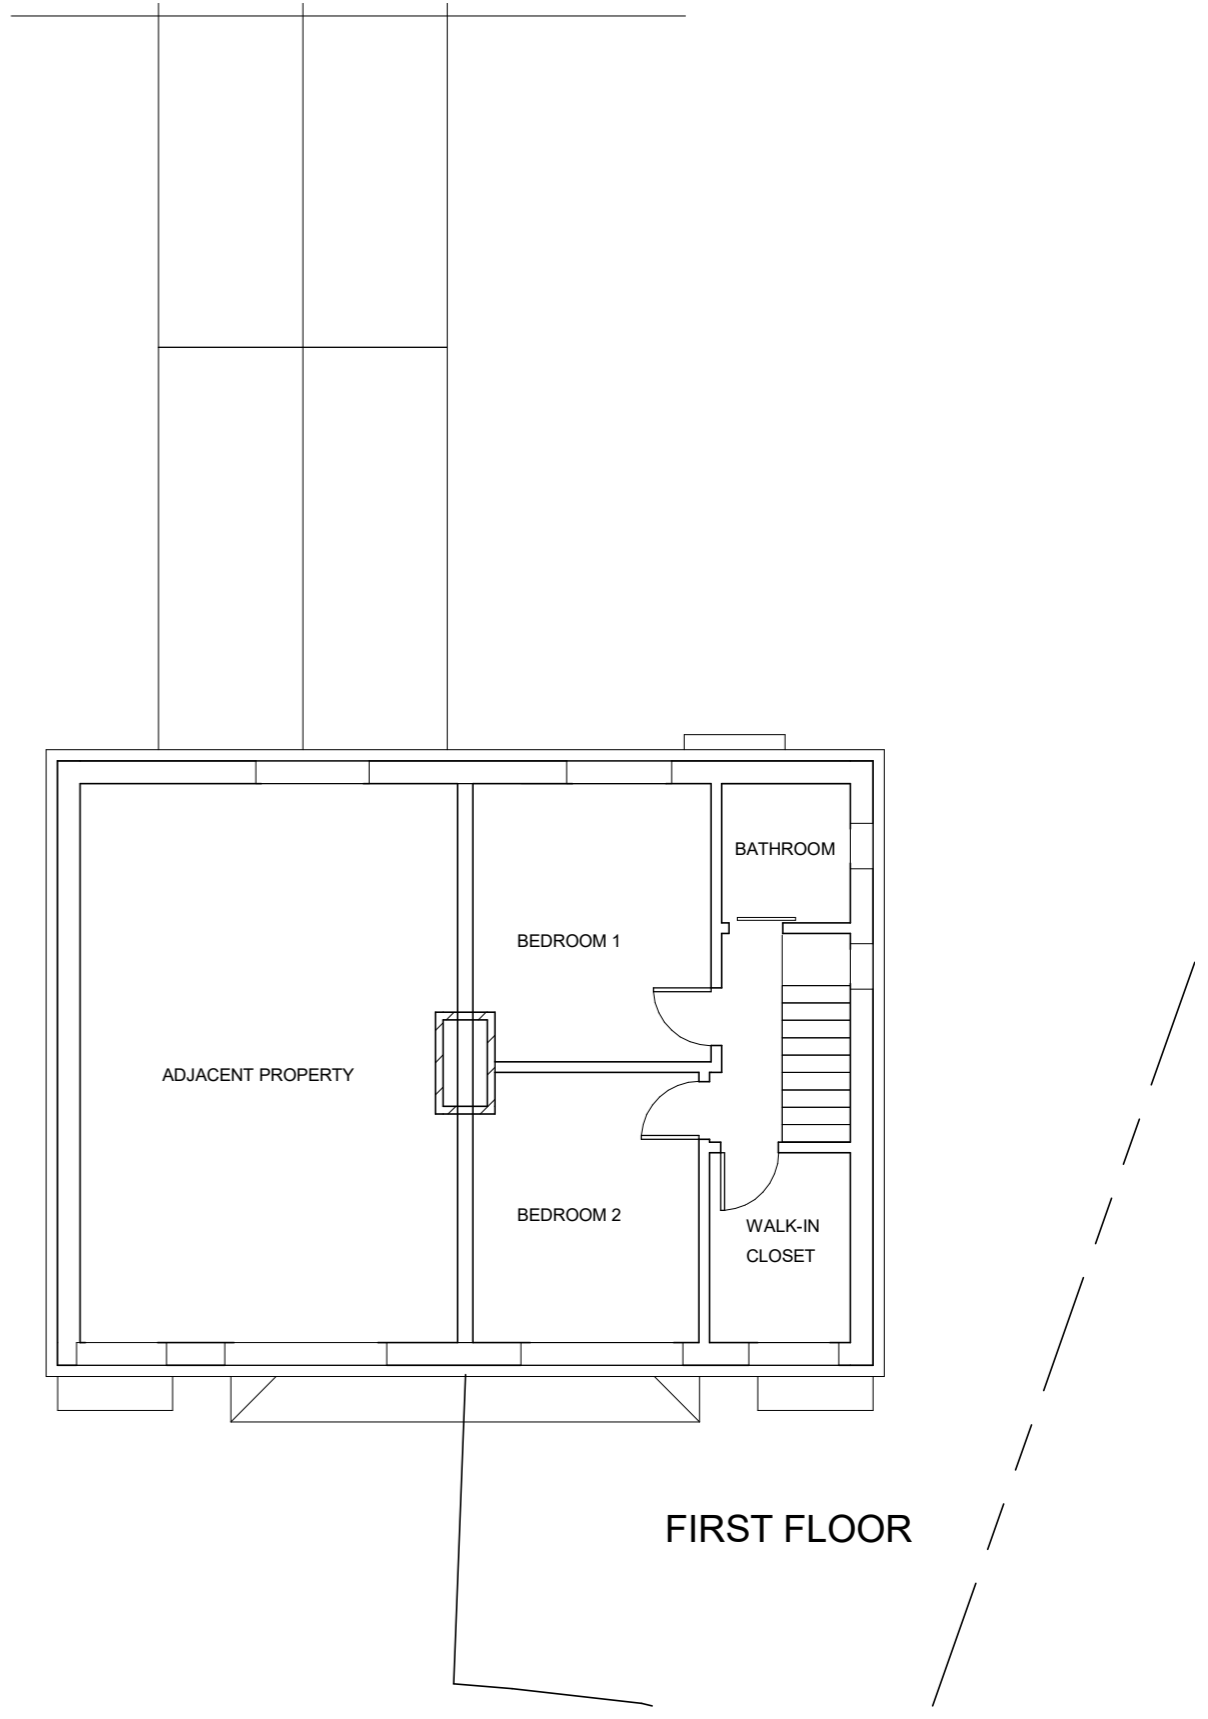 BATHROOM
BEDROOM 1
ADJACENT PROPERTY
BEDROOM 2
WALK-IN
CLOSET
FIRST FLOOR